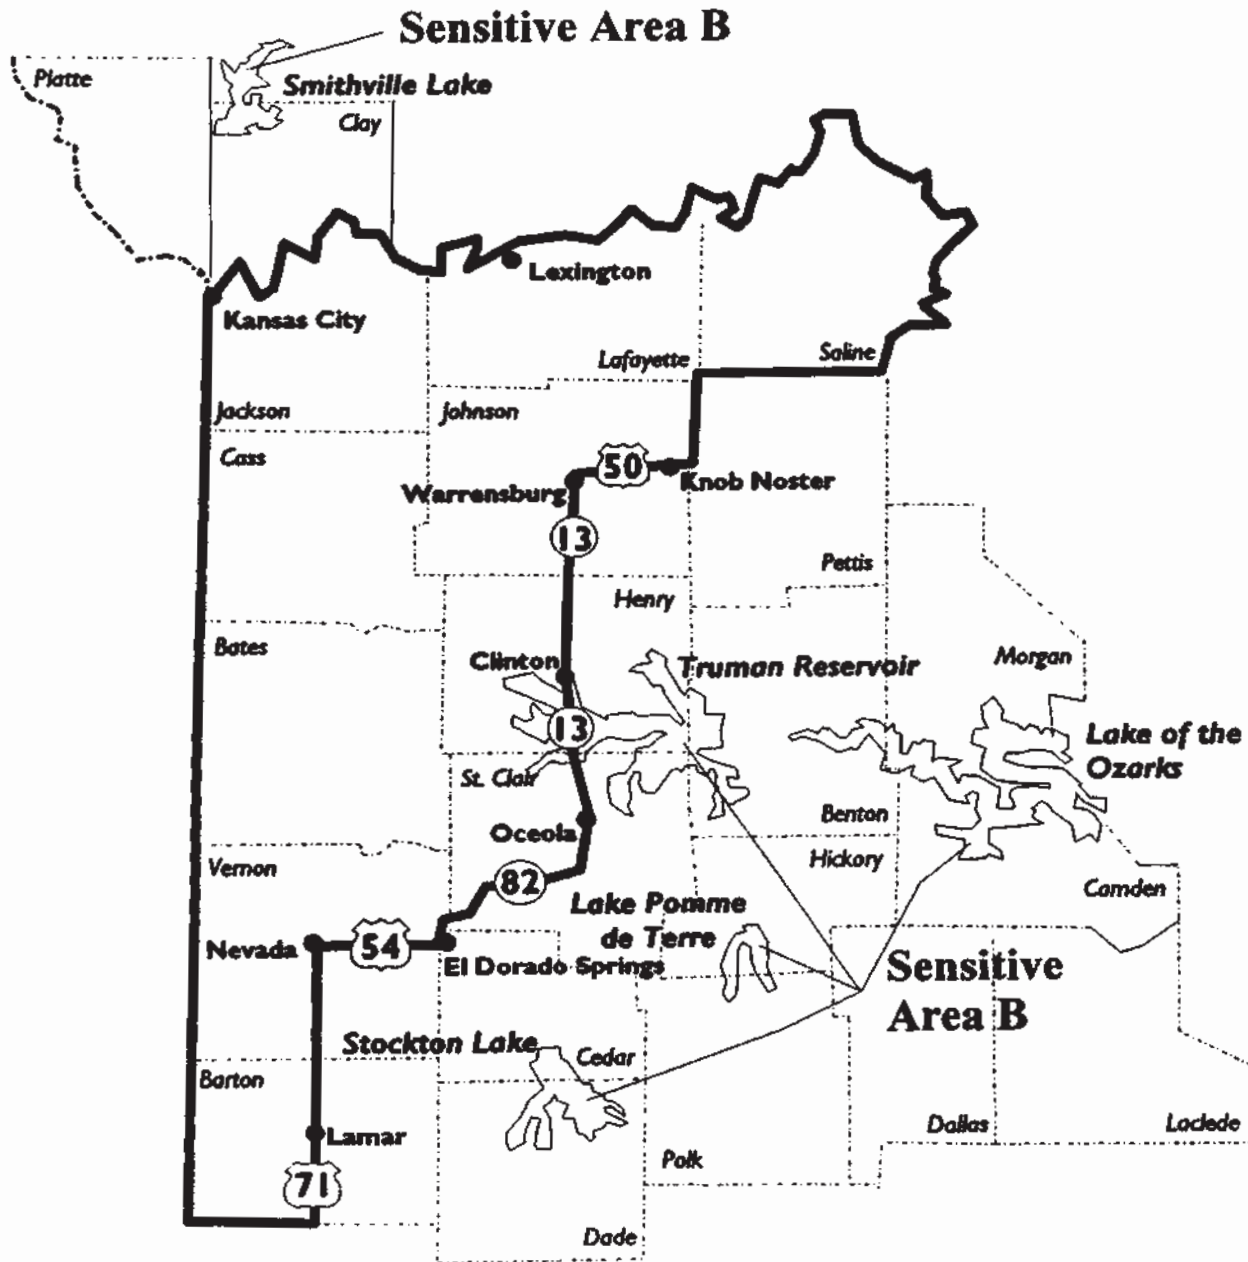 Sensitive Area B
Platte
Smithville Lake
Clay
Lexington
Kansas City
Lafayette
Saline
Jackson
Johnson
Cass
50
Warrensburg
Knob Noster
13
Pettis
Henry
Bates
Clinton
Truman Reservoir
Morgan
13
Lake of the
Ozarks
St. Clair
Oceola
Benton
Hickory
Vernon
82
Camden
Lake Pomme
de Terre
Nevada
54
El Dorado Springs
Sensitive
Area B
Stockton Lake
Cedar
Barton
Lamar
Dallas
Laclede
Polk
71
Dade